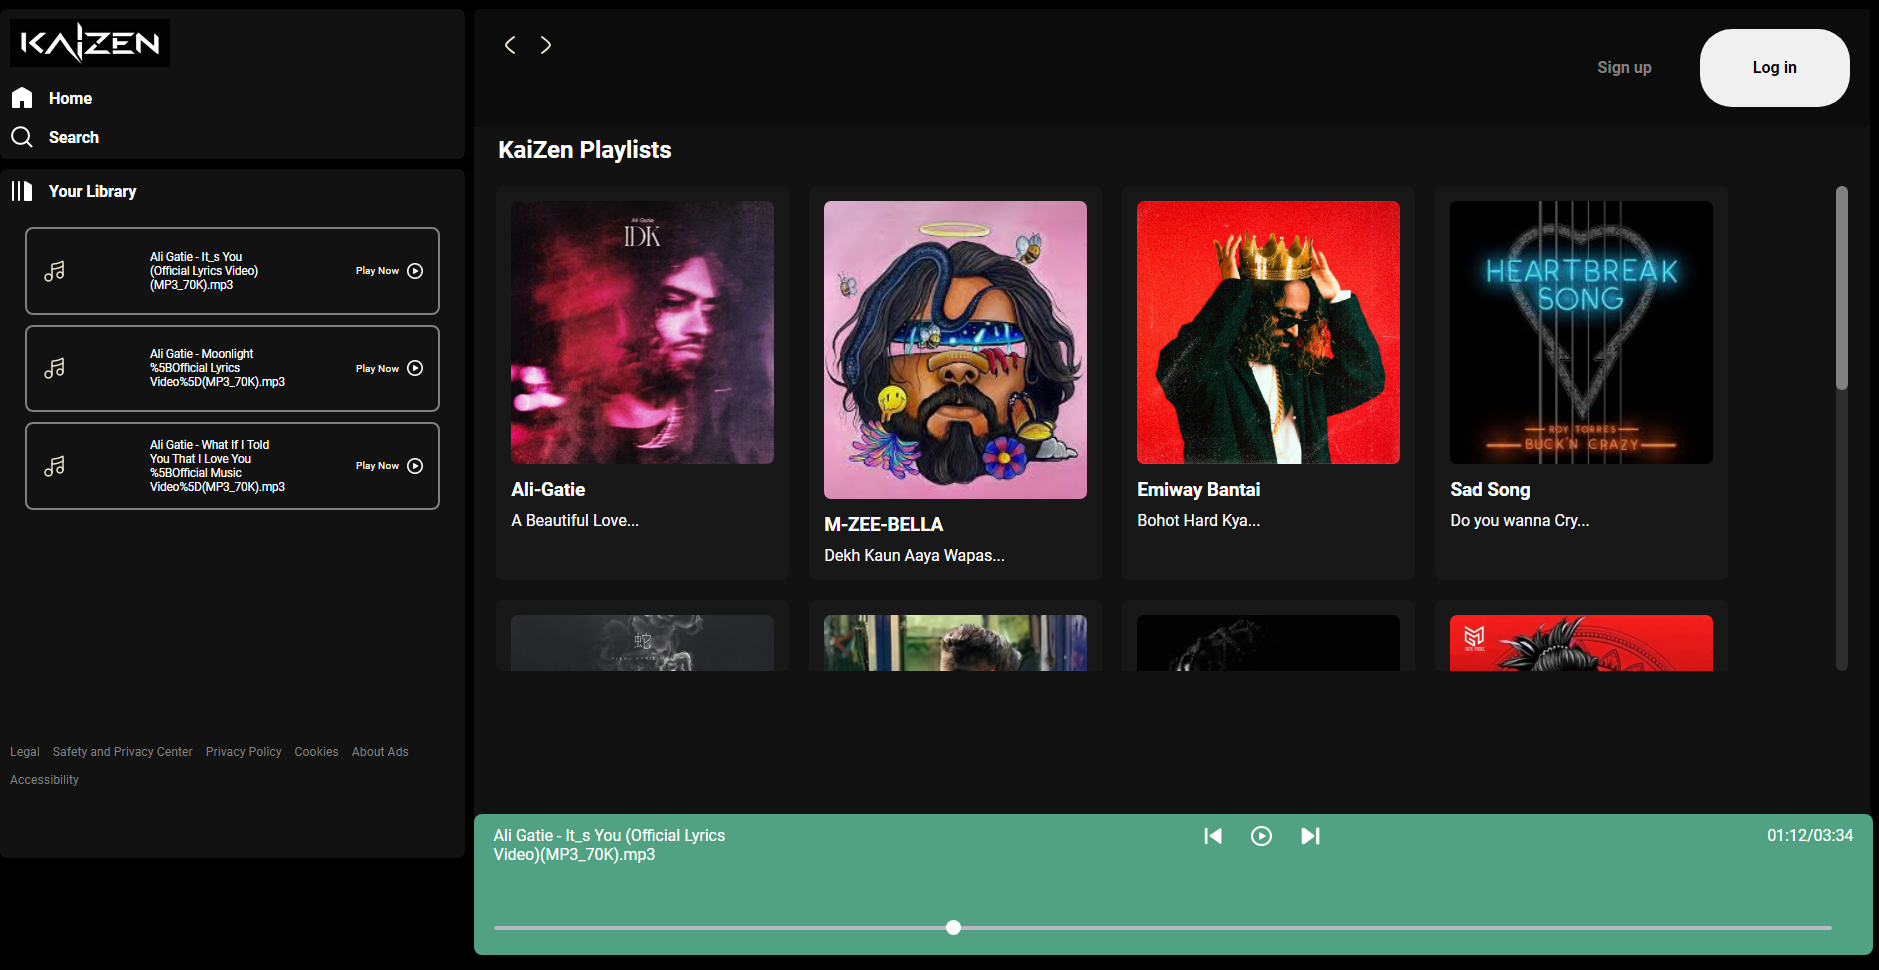 KAIZEN
Home
Search
Your Library
Ali Gatie - It_s You
(Official Lyrics Video)
(MP3_70K).mp3
Play Now
Ali Gatie - Moonlight
%5BOfficial Lyrics
Video%5D(MP3_70K).mp3
Play Now
Ali Gatie - What If I Told
You That I Love You
%5BOfficial Music
Video%5D(MP3_70K).mp3
Play Now
Legal Safety and Privacy Center Privacy Policy Cookies About Ads
Accessibility
Sign up
Log in
KaiZen Playlists
Ali Gatie
IDK
Ali-Gatie
A Beautiful Love...
M-ZEE-BELLA
Dekh Kaun Aaya Wapas...
Emiway Bantai
Bohot Hard Kya...
HEARTBREAK
SONG
ROY TORRES
BUCK'N CRAZY
Sad Song
Do you wanna Cry...
蛇
Ali Gatie - It_s You (Official Lyrics
Video)(MP3_70K).mp3
01:12/03:34